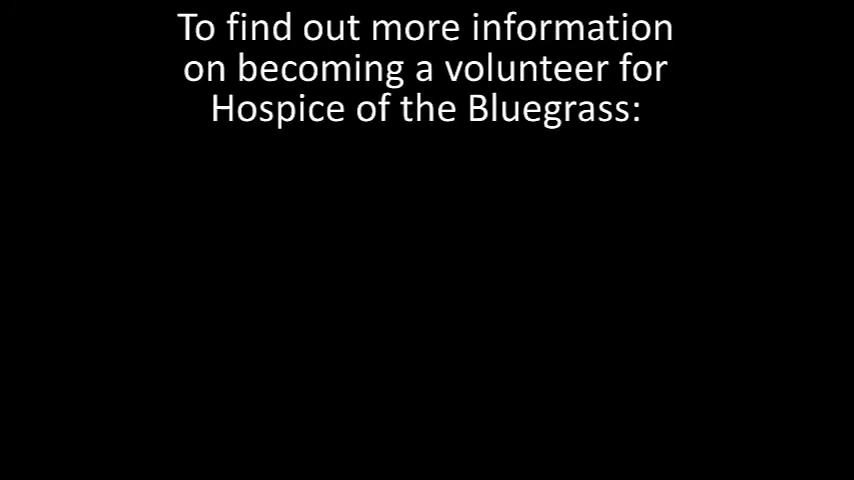 To find out more information
on becoming a volunteer for
Hospice of the Bluegrass: